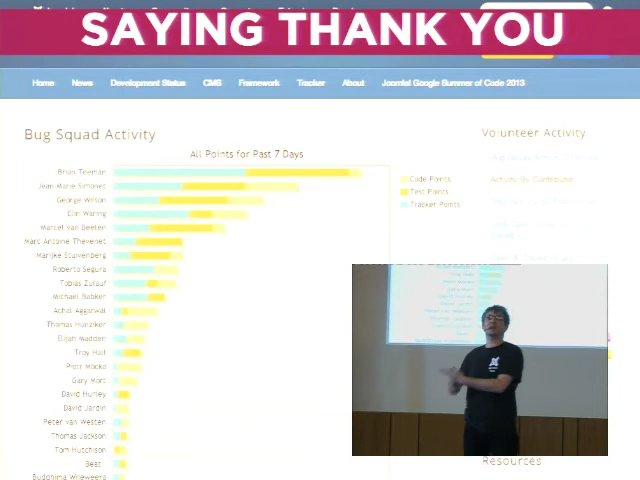 SAYING THANK YOU
Home News Development Status CMS Framework Tracker About Joomla! Google Summer of Code 2013
Bug Squad Activity
Volunteer Activity
All Points for Past 7 Days
Activity By Contributor
Code Points
Test Points
Tracker Points
Brian Teeman
Jean-Marie Simonet
George Wilson
Elin Waring
Marcel van Beelen
Marc Antoine Thevenet
Marijke Stuivenberg
Roberto Segura
Tobias Zulauf
Michael Babker
Achal Aggarwal
Thomas Hunziker
Elijah Madden
Troy Hall
Piotr Mocko
Gary Mort
David Hurley
David Jardin
Peter van Westen
Thomas Jackson
Tom Hutchison
Beat
Buddhima Wijeweera
Resources